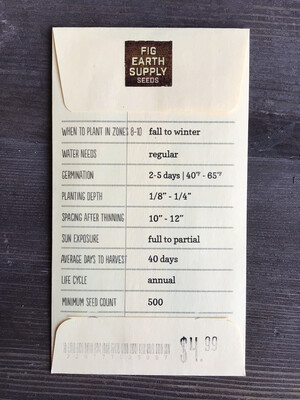 FIG
EARTH
SUPPLY
SEEDS
WHEN TO PLANT IN ZONES 8-10 fall to winter
WATER NEEDS regular
GERMINATION 2-5 days | 40°F - 65°F
PLANTING DEPTH 1/8" - 1/4"
SPACING AFTER THINNING 10" - 12"
SUN EXPOSURE full to partial
AVERAGE DAYS TO HARVEST 40 days
LIFE CYCLE annual
MINIMUM SEED COUNT 500
$4.99